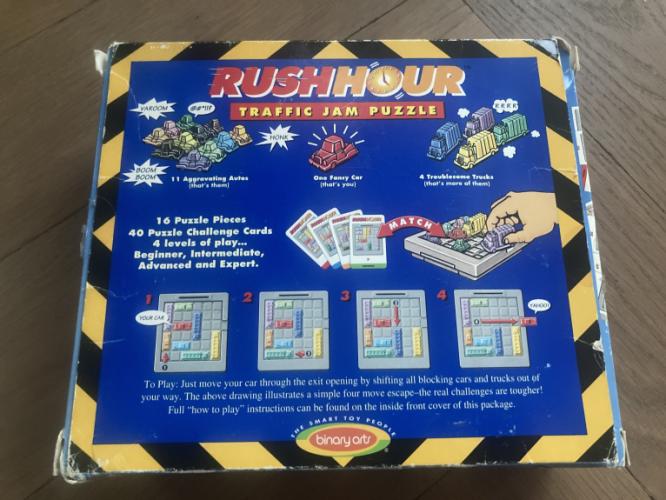 RUSH HOUR
TRAFFIC JAM PUZZLE
VAROOM
@#*!!!
HONK
BOOM BOOM
R.R.R.R
11 Aggravating Autos
(that's them)
One Fancy Car
(that's you)
4 Troublesome Trucks
(that's more of them)
16 Puzzle Pieces
40 Puzzle Challenge Cards
4 levels of play...
Beginner, Intermediate,
Advanced and Expert.
MATCH
1 2 3 4
YOUR CAR
YAHOO!
To Play: Just move your car through the exit opening by shifting all blocking cars and trucks out of
your way. The above drawing illustrates a simple four move escape–the real challenges are tougher!
Full "how to play" instructions can be found on the inside front cover of this package.
THE SMART TOY PEOPLE
binary arts